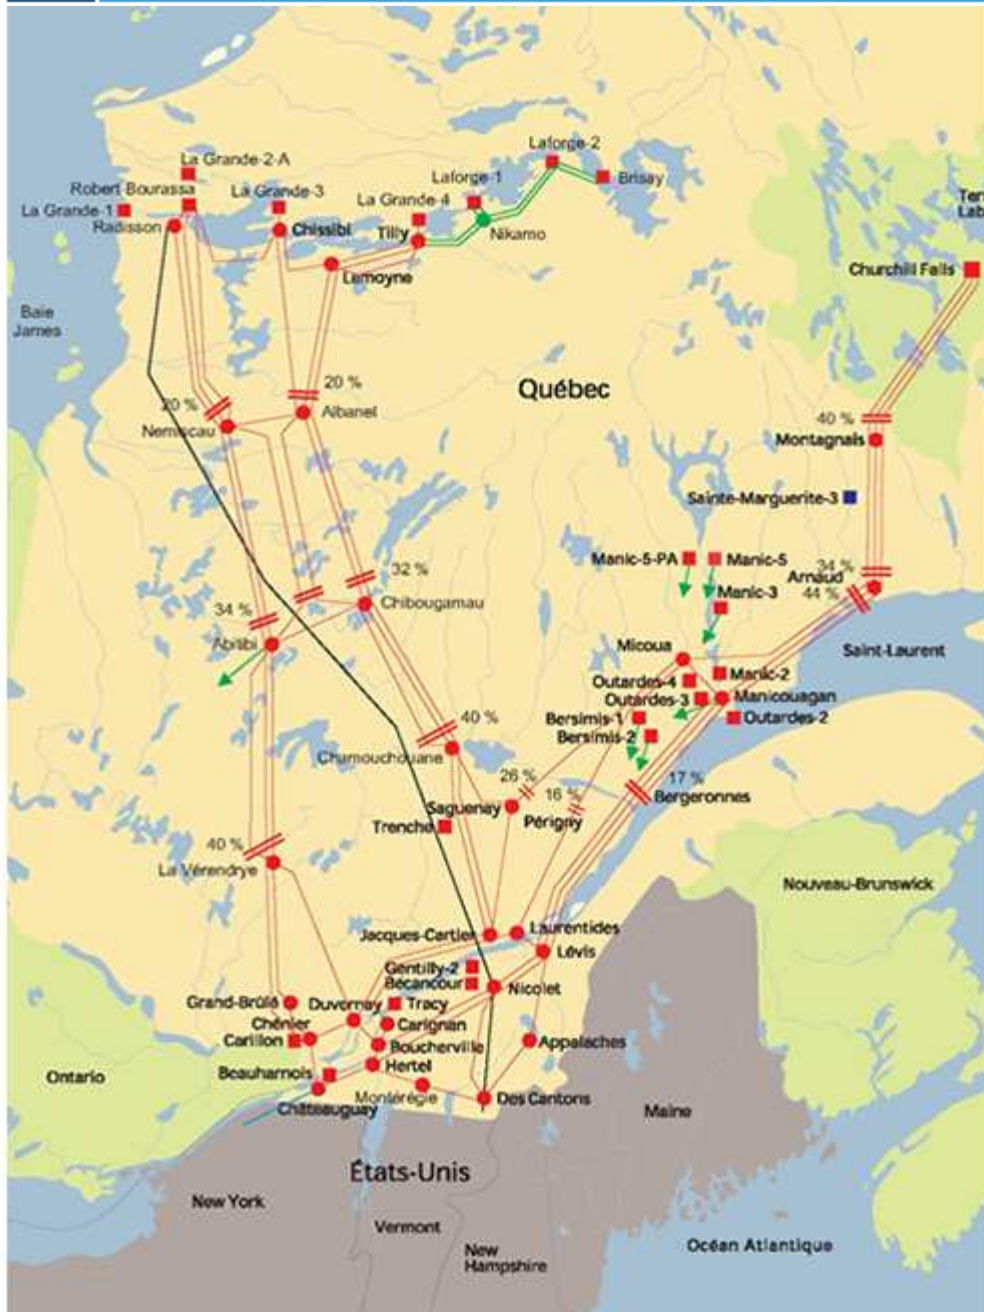 Laforge-2
La Grande-2-A
Laforge-1
Brisay
Robert-Bourassa
La Grande-3
La Grande-4
La Grande-1
Radisson
Chissibi
Tilly
Nikamo
Lemoyne
Churchill Falls
Baie
James
Québec
20 %
20 %
Albanel
Nemiscau
40 %
Montagnais
Sainte-Marguerite-3
Manic-5-PA
Manic-5
34 %
Arnaud
44 %
Manic-3
32 %
Chibougamau
34 %
Abitibi
Micoua
Saint-Laurent
Manic-2
Outardes-4
Outardes-3
Manicouagan
Bersimis-1
Outardes-2
Bersimis-2
40 %
Chamouchouane
26 %
16 %
17 %
Bergeronnes
Saguenay
Périgny
Trenche
40 %
La Vérendrye
Nouveau-Brunswick
Jacques-Cartier
Laurentides
Lévis
Gentilly-2
Bécancour
Nicolet
Grand-Brûlé
Duvernay
Tracy
Chénier
Carignan
Carillon
Boucherville
Appalaches
Hertel
Beauharnois
Ontario
Montérégie
Des Cantons
Châteauguay
Maine
États-Unis
New York
Vermont
New
Hampshire
Océan Atlantique